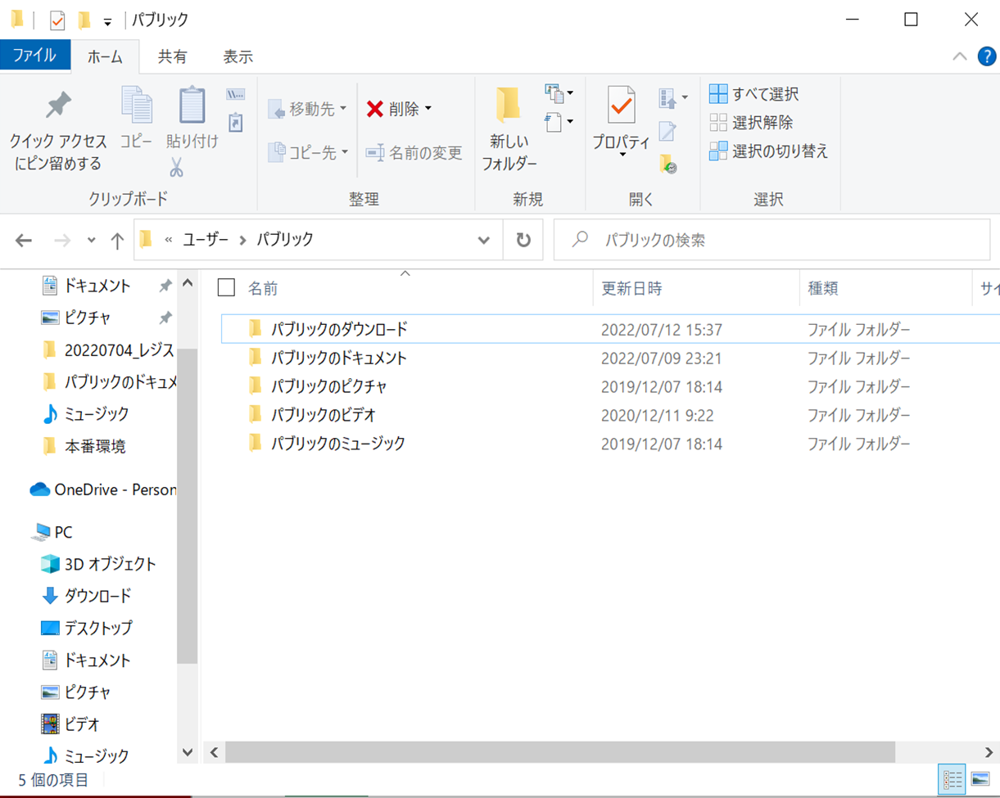 パブリック
ファイル ホーム 共有 表示
クイック アクセス
にピン留めする
コピー
貼り付け
クリップボード
移動先
コピー先
削除
名前の変更
整理
新しい
フォルダー
新規
プロパティ
開く
すべて選択
選択解除
選択の切り替え
選択
« ユーザー > パブリック
パブリックの検索
ドキュメント
ピクチャ
20220704_レジス
パブリックのドキュメ
ミュージック
本番環境
OneDrive - Person
PC
3D オブジェクト
ダウンロード
デスクトップ
ドキュメント
ピクチャ
ビデオ
ミュージック
名前 更新日時 種類 サイ
パブリックのダウンロード 2022/07/12 15:37 ファイル フォルダー
パブリックのドキュメント 2022/07/09 23:21 ファイル フォルダー
パブリックのピクチャ 2019/12/07 18:14 ファイル フォルダー
パブリックのビデオ 2020/12/11 9:22 ファイル フォルダー
パブリックのミュージック 2019/12/07 18:14 ファイル フォルダー
5 個の項目